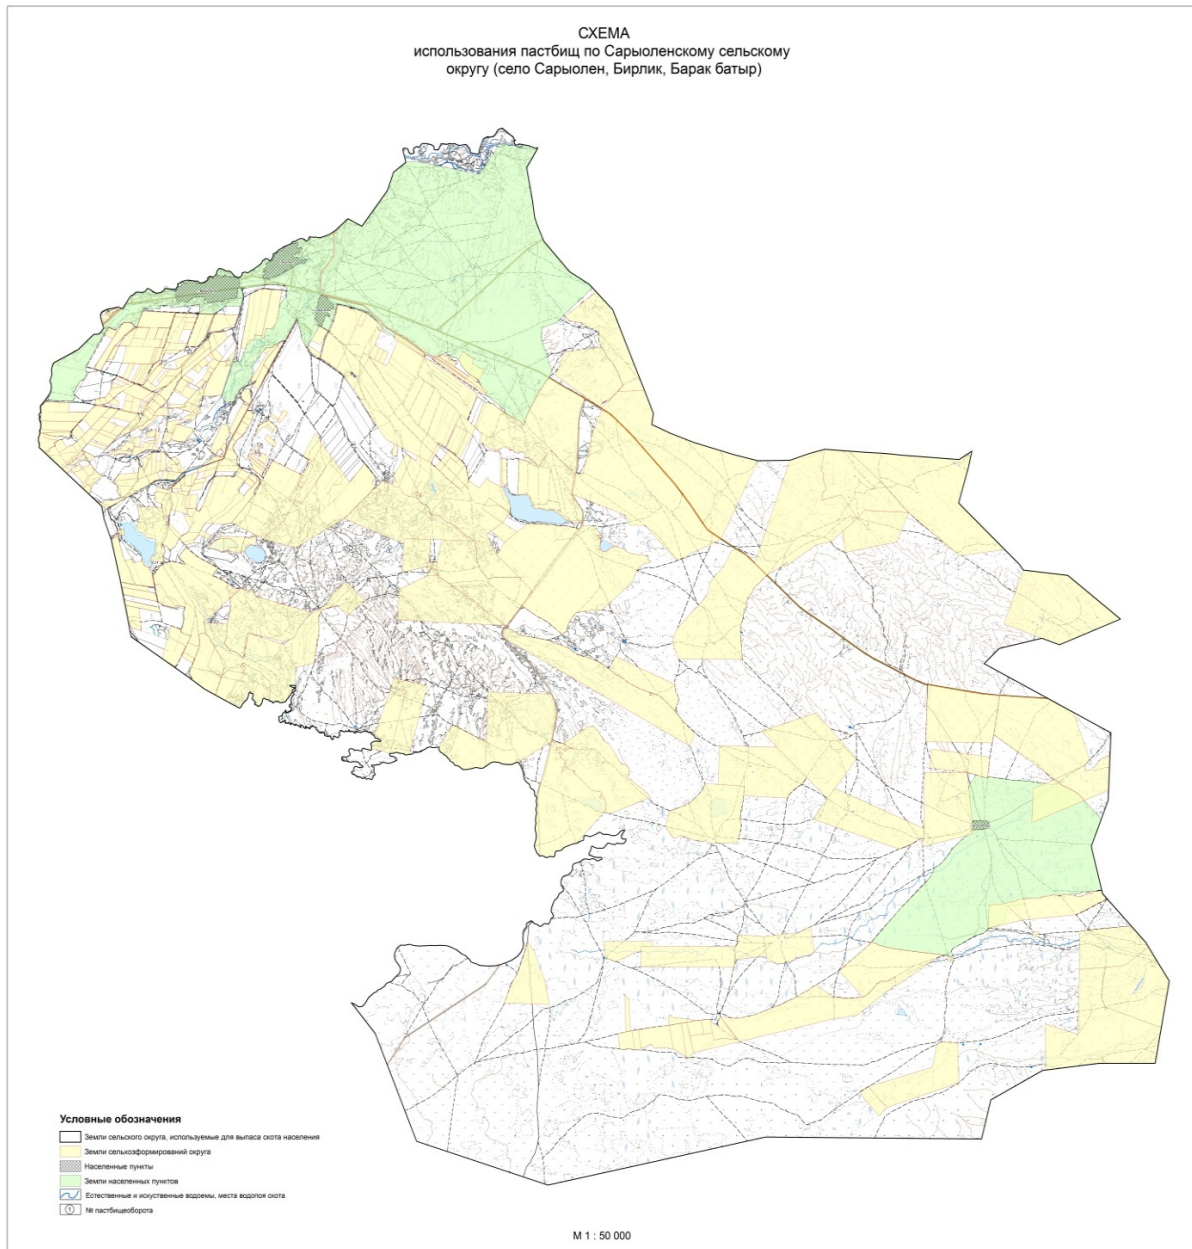 СХЕМА
использования пастбищ по Сарыоленскому сельскому
округу (село Сарыолен, Бирлик, Барак батыр)
Условные обозначения
Земли сельского округа, используемые для выпаса скота населения
Земли селькозформирований округа
Населенные пункты
Земли населенных пунктов
Естественные и искуственные водоемы, места водопоя скота
1
№ пастбищеоборота
М 1 : 50 000